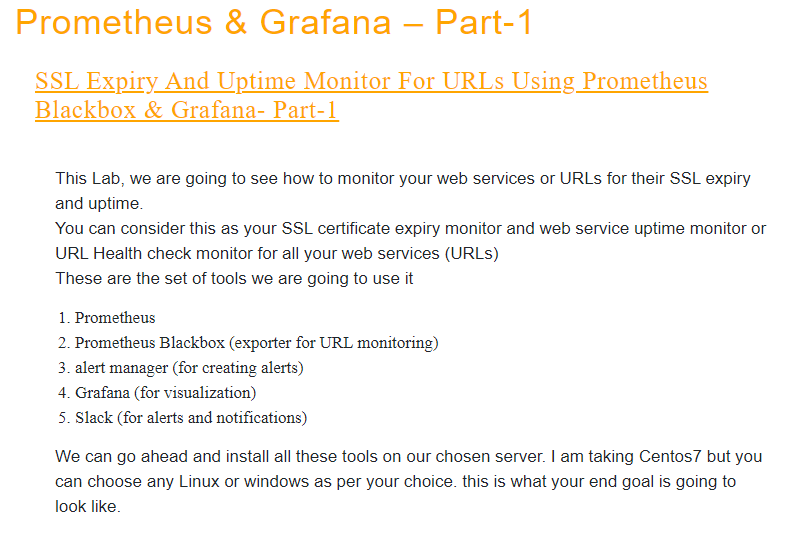 Prometheus & Grafana – Part-1
SSL Expiry And Uptime Monitor For URLs Using Prometheus
Blackbox & Grafana- Part-1
This Lab, we are going to see how to monitor your web services or URLs for their SSL expiry
and uptime.
You can consider this as your SSL certificate expiry monitor and web service uptime monitor or
URL Health check monitor for all your web services (URLs)
These are the set of tools we are going to use it
1. Prometheus
2. Prometheus Blackbox (exporter for URL monitoring)
3. alert manager (for creating alerts)
4. Grafana (for visualization)
5. Slack (for alerts and notifications)
We can go ahead and install all these tools on our chosen server. I am taking Centos7 but you
can choose any Linux or windows as per your choice. this is what your end goal is going to
look like.